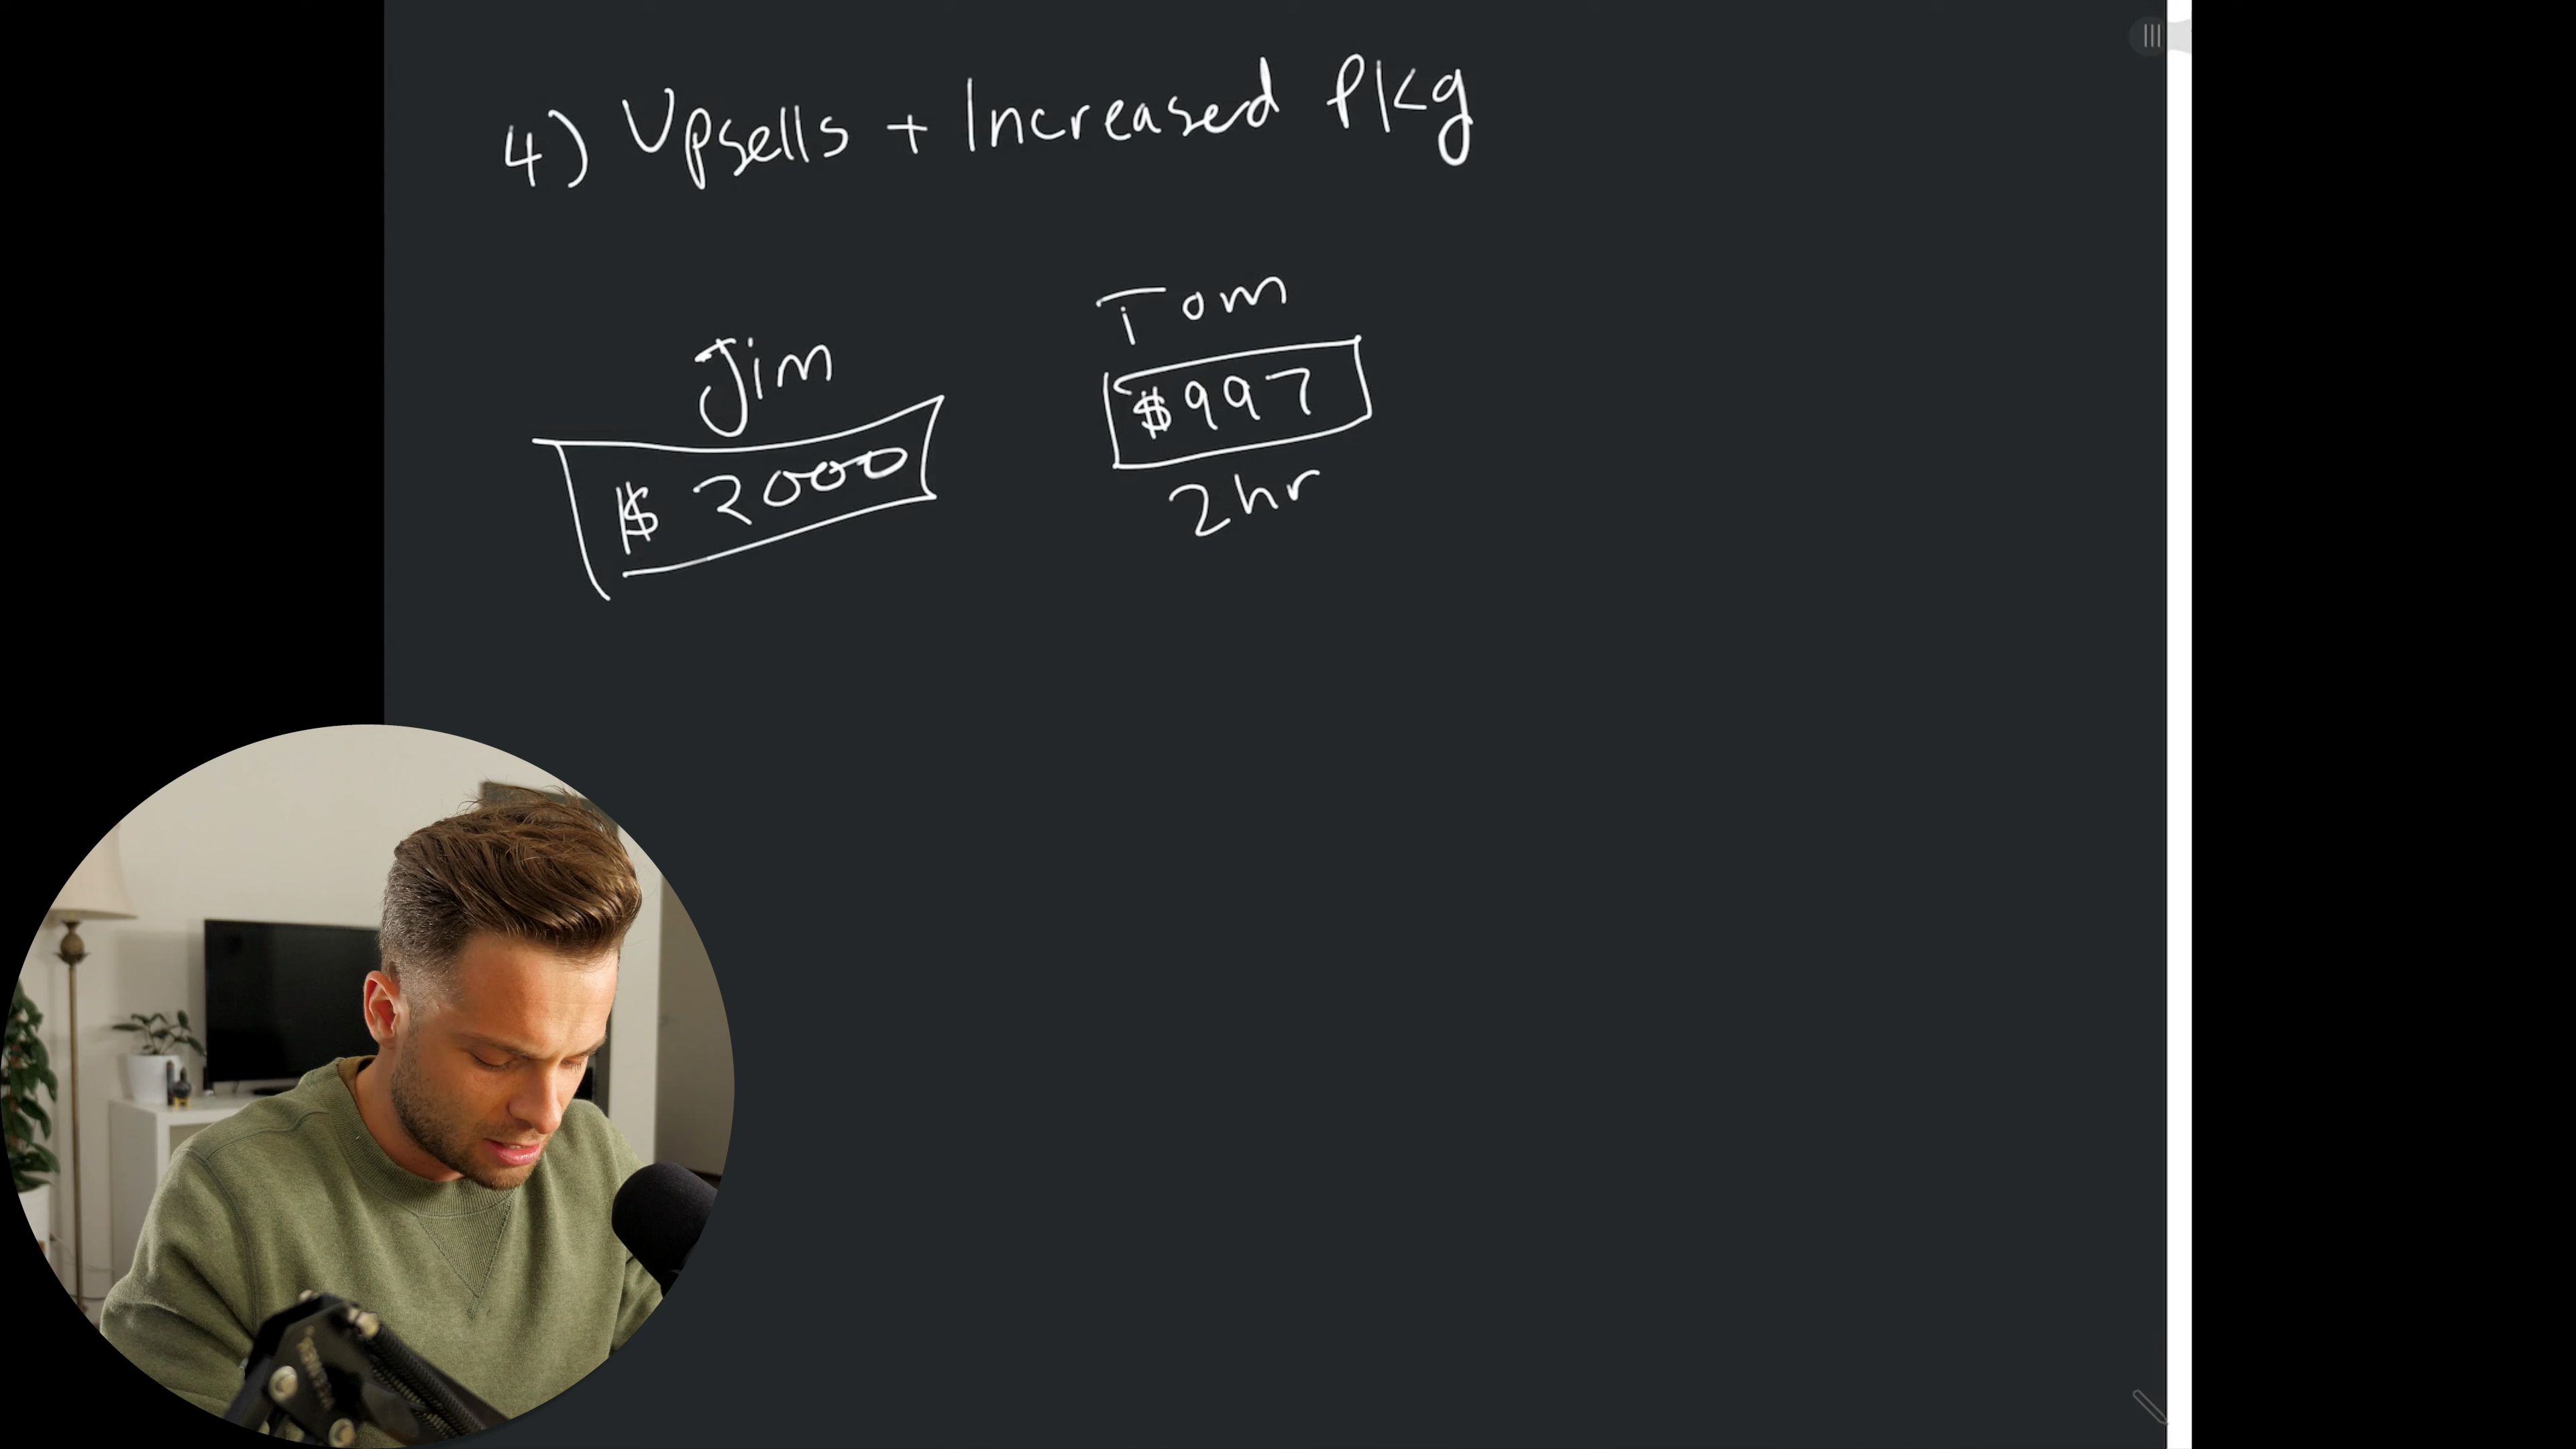 4) Upsells + Increased Pkg
Jim
$ 2000
Tom
$997
2hr